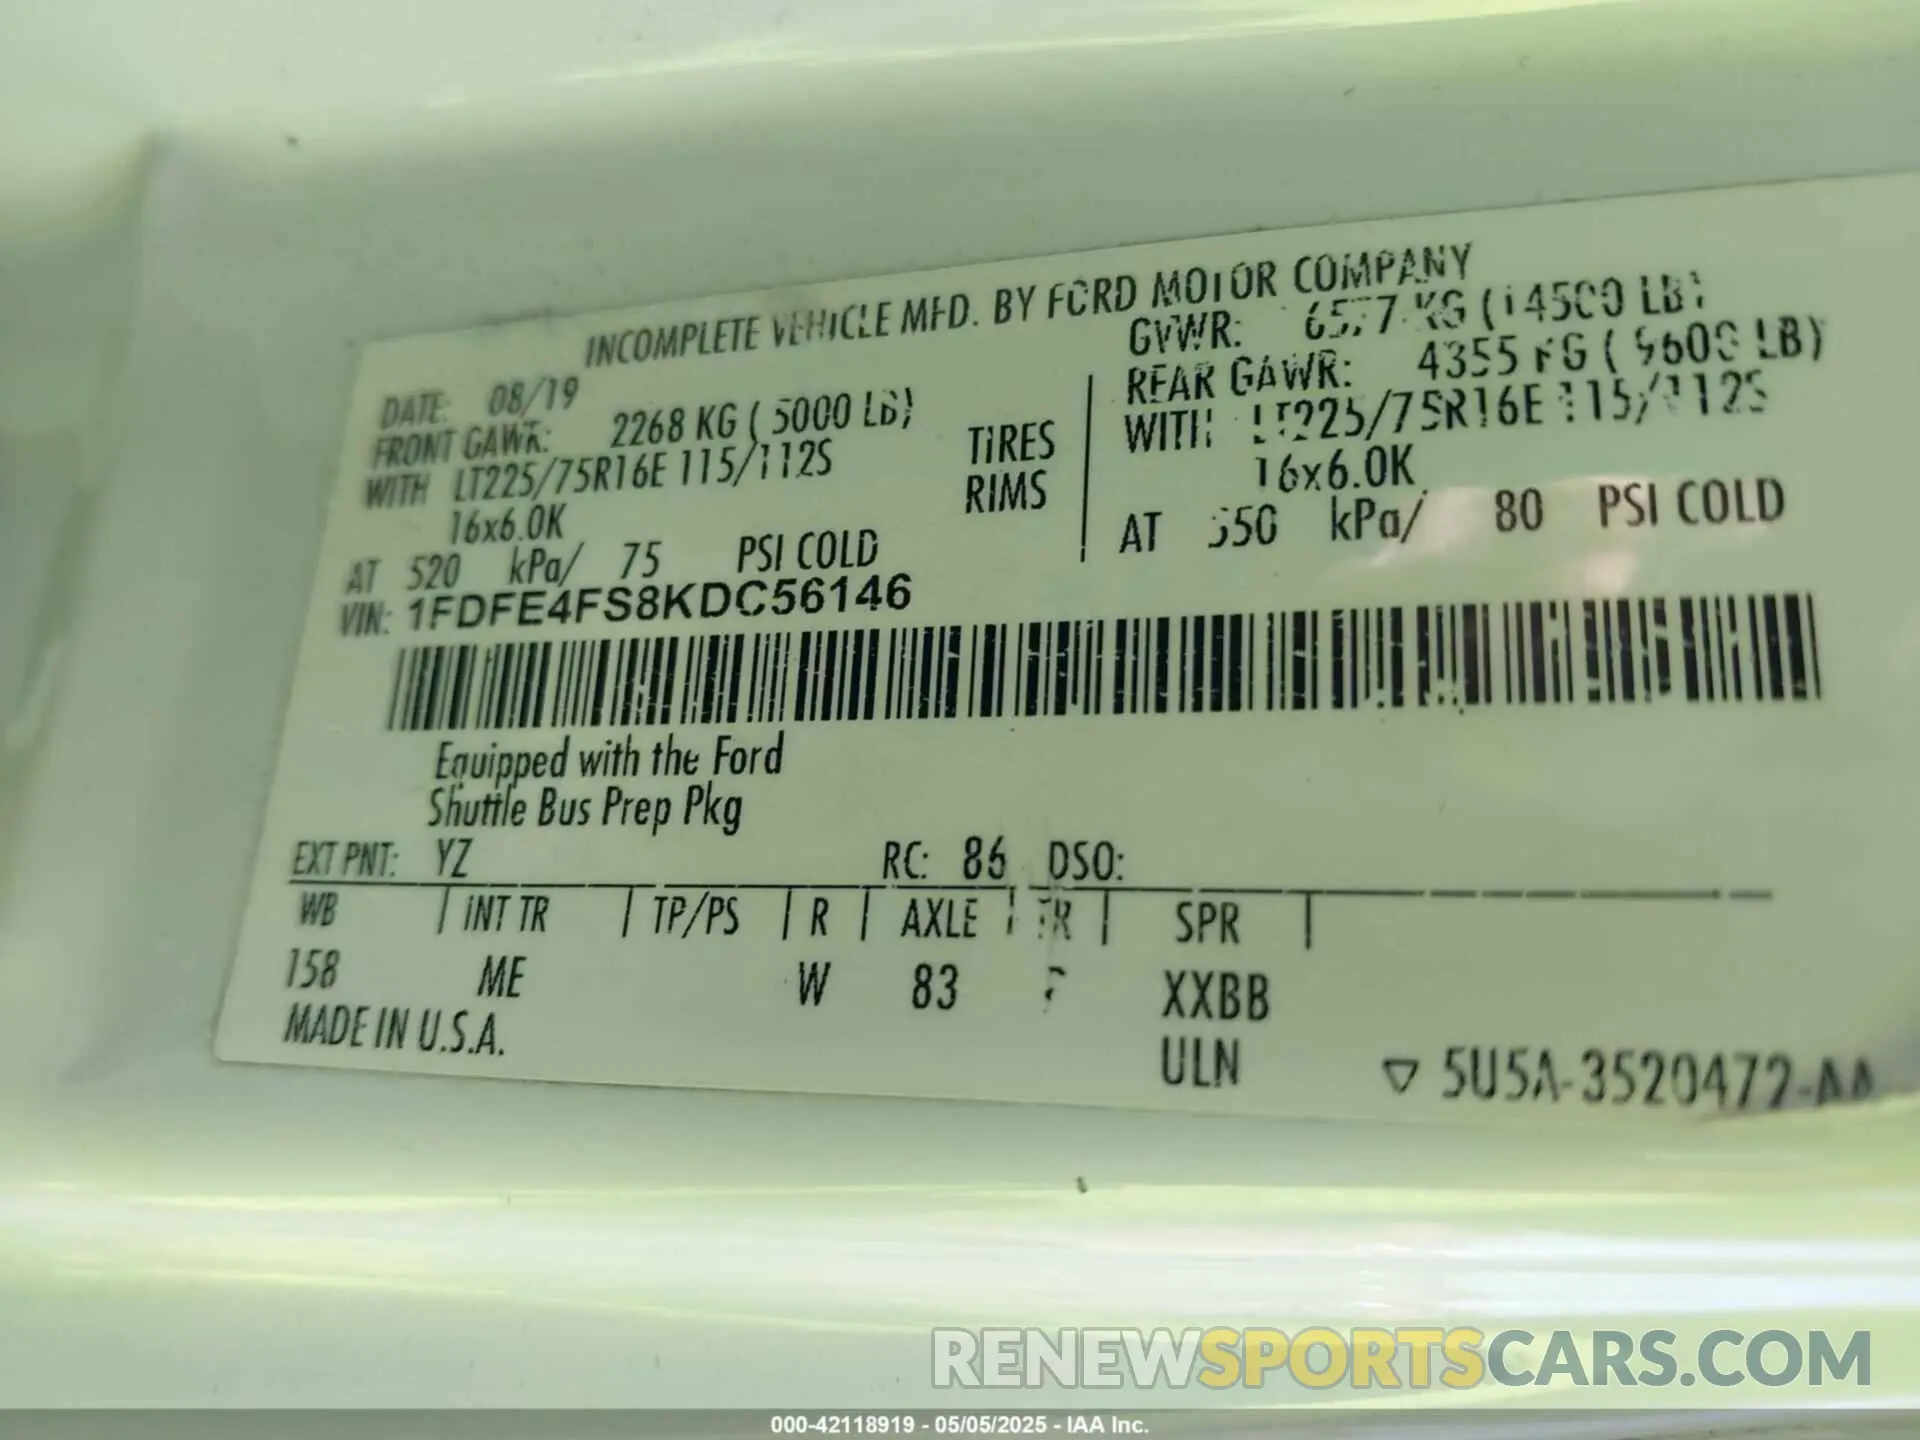 INCOMPLETE VEHICLE MFD. BY FORD MOTOR COMPANY
DATE: 08/19
GVWR: 6577 KG (14500 LB)
FRONT GAWR: 2268 KG ( 5000 LB)
REAR GAWR: 4355 KG ( 9600 LB)
WITH LT225/75R16E 115/112S
TIRES
WITH LT225/75R16E 115/112S
16x6.0K
RIMS
16x6.0K
AT 520 kPa/ 75 PSI COLD
AT 550 kPa/ 80 PSI COLD
VIN: 1FDFE4FS8KDC56146
Equipped with the Ford
Shuttle Bus Prep Pkg
EXT PNT: YZ RC: 86 DSO:
WB | INT TR | TP/PS | R | AXLE | TR | SPR |
158 ME W 83 XXBB
MADE IN U.S.A.
ULN
▽ 5U5A-3520472-AA
RENEWSPORTSCARS.COM
000-42118919 - 05/05/2025 - IAA Inc.